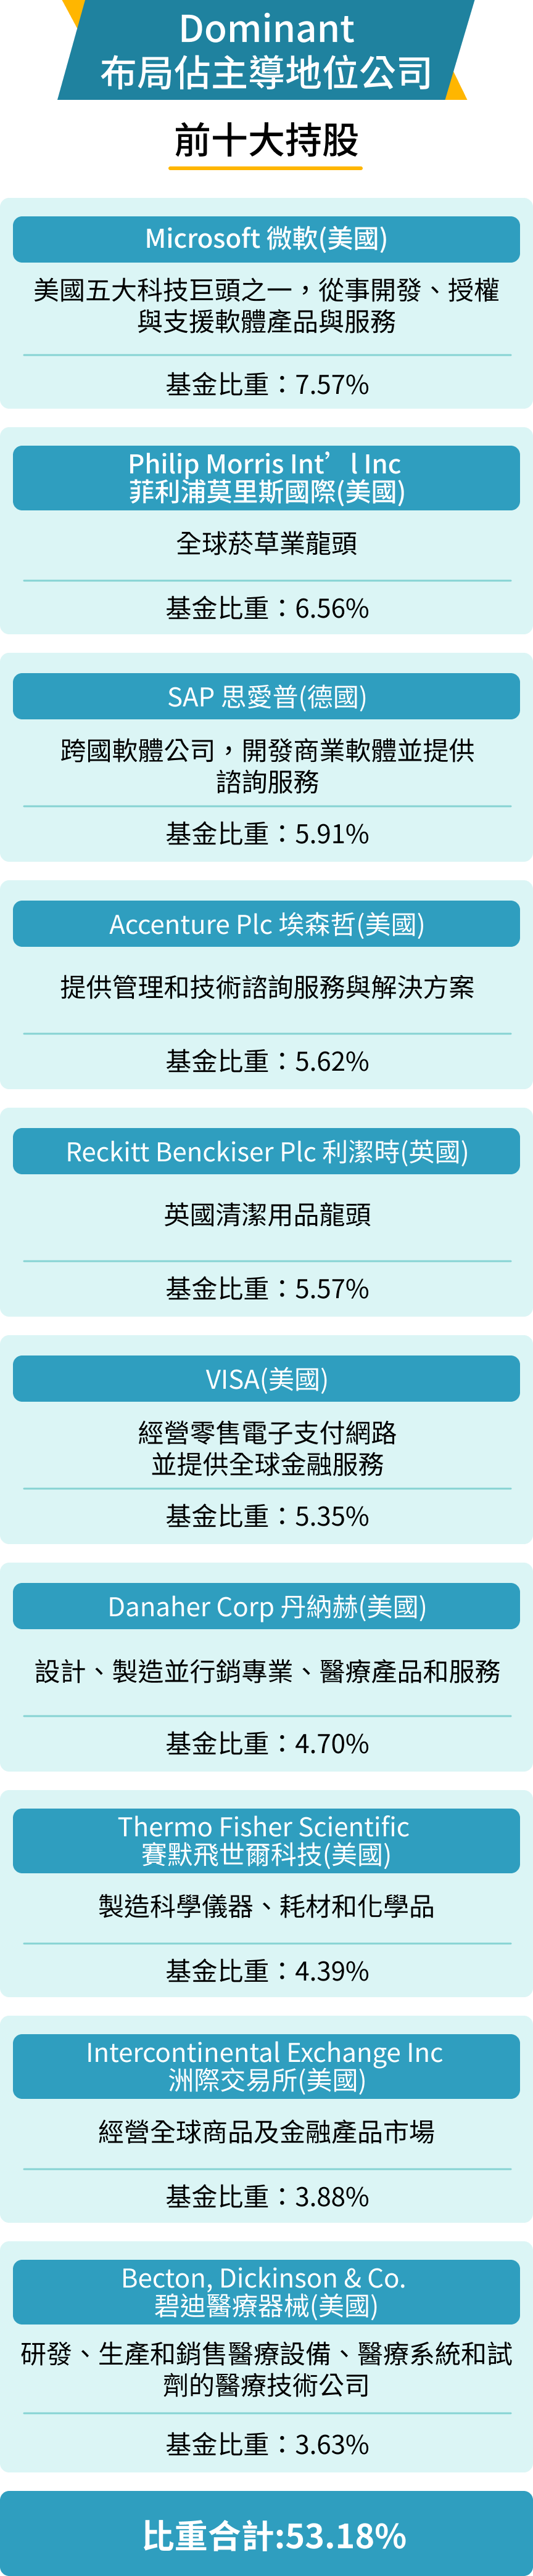 Dominant
布局佔主導地位公司
前十大持股
Microsoft 微軟(美國)
美國五大科技巨頭之一，從事開發、授權
與支援軟體產品與服務
基金比重：7.57%
Philip Morris Int’l Inc
菲利浦莫里斯國際(美國)
全球菸草業龍頭
基金比重：6.56%
SAP 思愛普(德國)
跨國軟體公司，開發商業軟體並提供
諮詢服務
基金比重：5.91%
Accenture Plc 埃森哲(美國)
提供管理和技術諮詢服務與解決方案
基金比重：5.62%
Reckitt Benckiser Plc 利潔時(英國)
英國清潔用品龍頭
基金比重：5.57%
VISA(美國)
經營零售電子支付網路
並提供全球金融服務
基金比重：5.35%
Danaher Corp 丹納赫(美國)
設計、製造並行銷專業、醫療產品和服務
基金比重：4.70%
Thermo Fisher Scientific
賽默飛世爾科技(美國)
製造科學儀器、耗材和化學品
基金比重：4.39%
Intercontinental Exchange Inc
洲際交易所(美國)
經營全球商品及金融產品市場
基金比重：3.88%
Becton, Dickinson & Co.
碧迪醫療器械(美國)
研發、生產和銷售醫療設備、醫療系統和試
劑的醫療技術公司
基金比重：3.63%
比重合計:53.18%